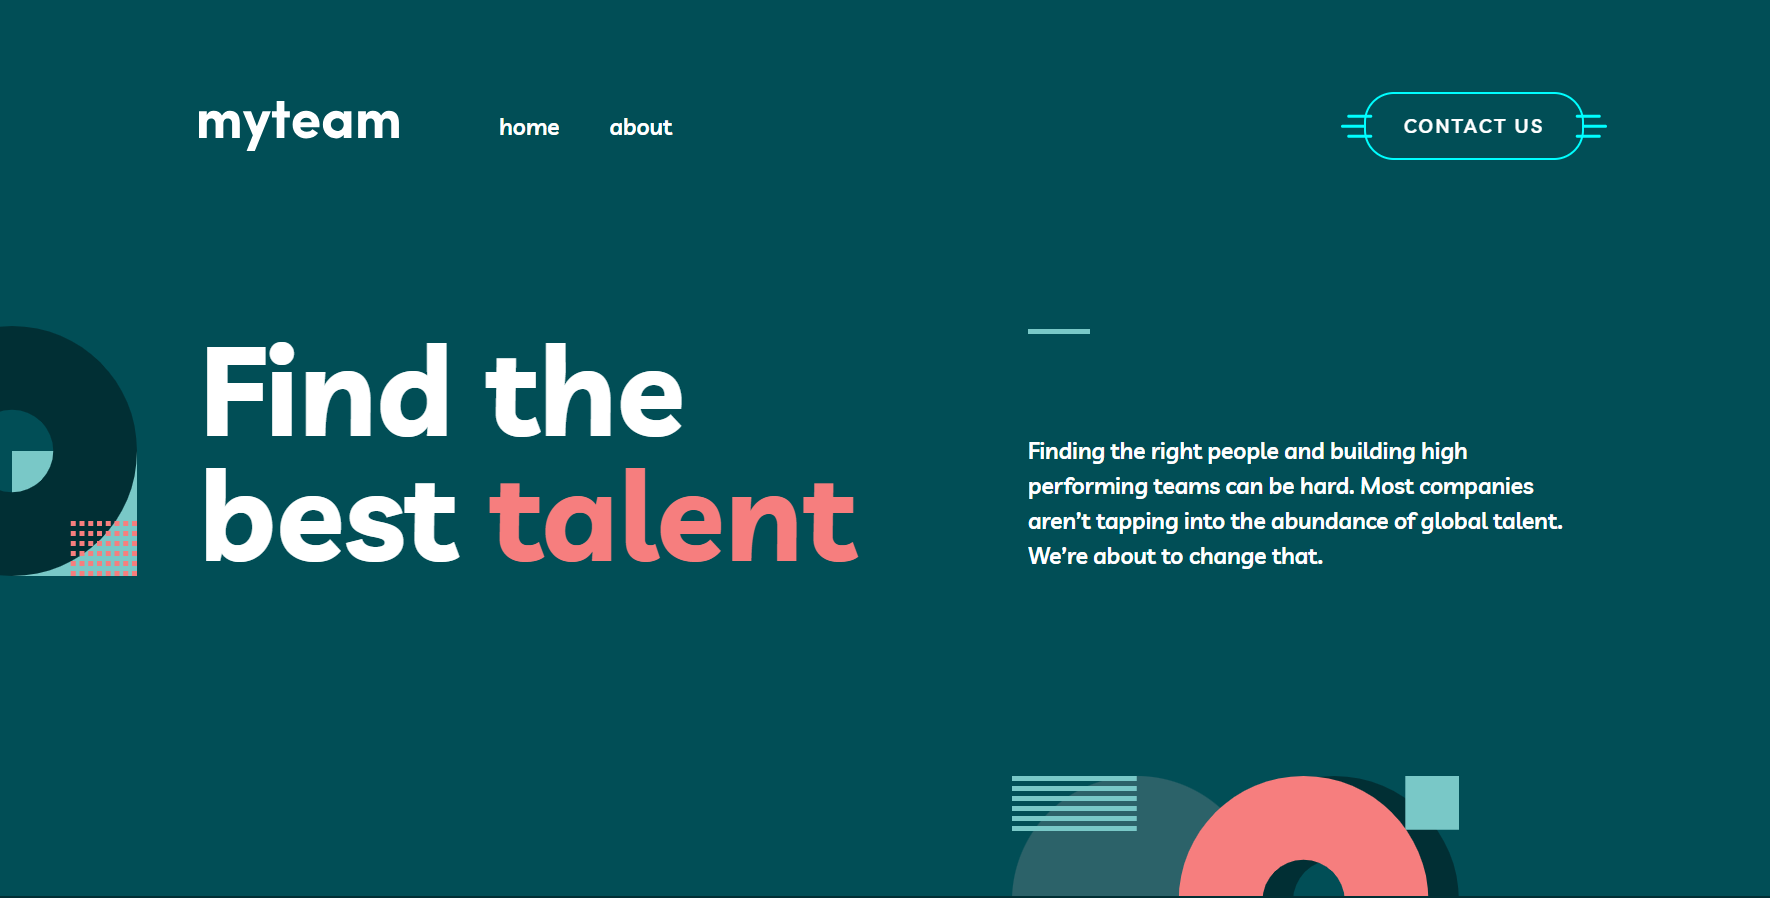 myteam
home
about
CONTACT US
Find the
best talent
Finding the right people and building high
performing teams can be hard. Most companies
aren’t tapping into the abundance of global talent.
We’re about to change that.